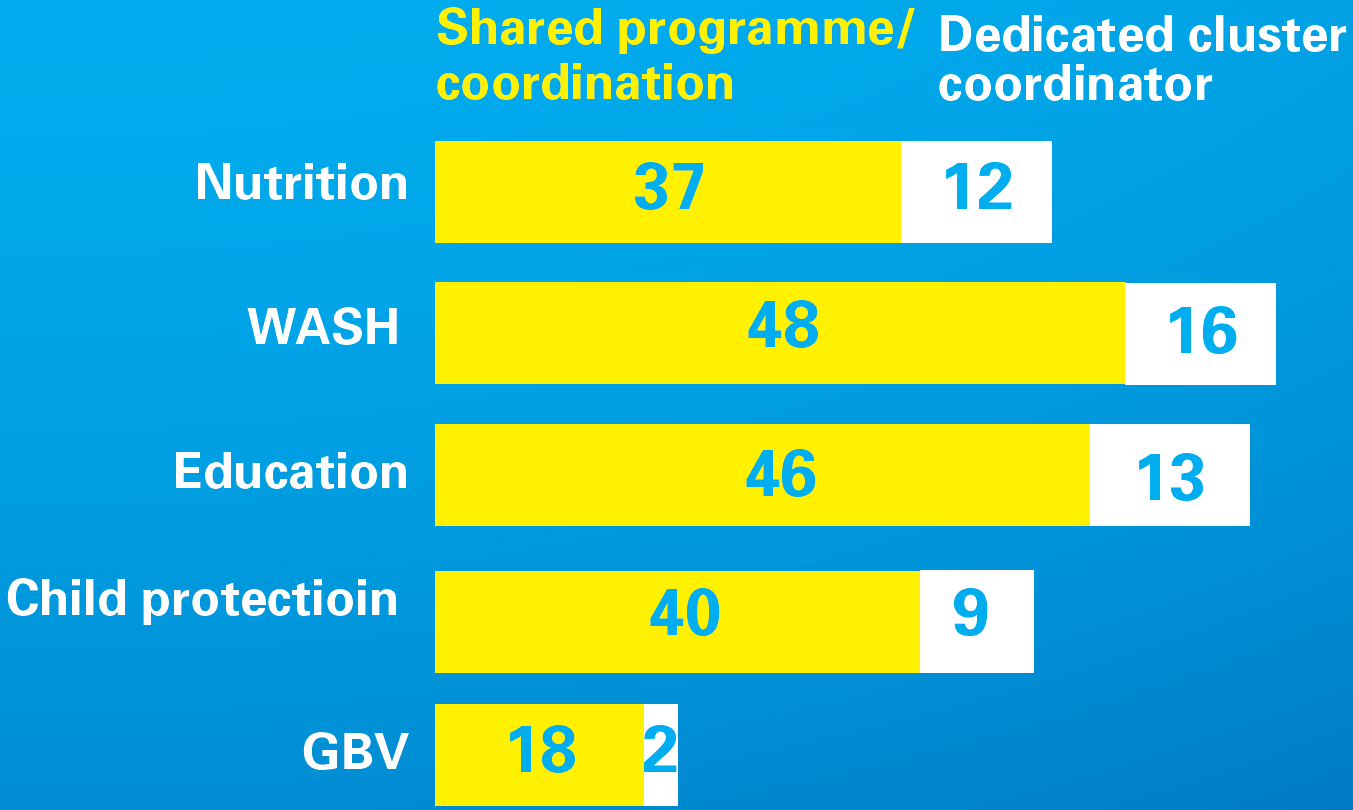 Shared programme/
coordination
Dedicated cluster
coordinator
Nutrition
37
12
WASH
48
16
Education
46
13
Child protectioin
40
9
GBV
18
2